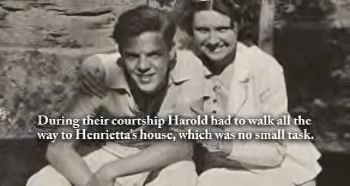 During their courtship Harold had to walk all the
way to Henrietta's house, which was no small task.